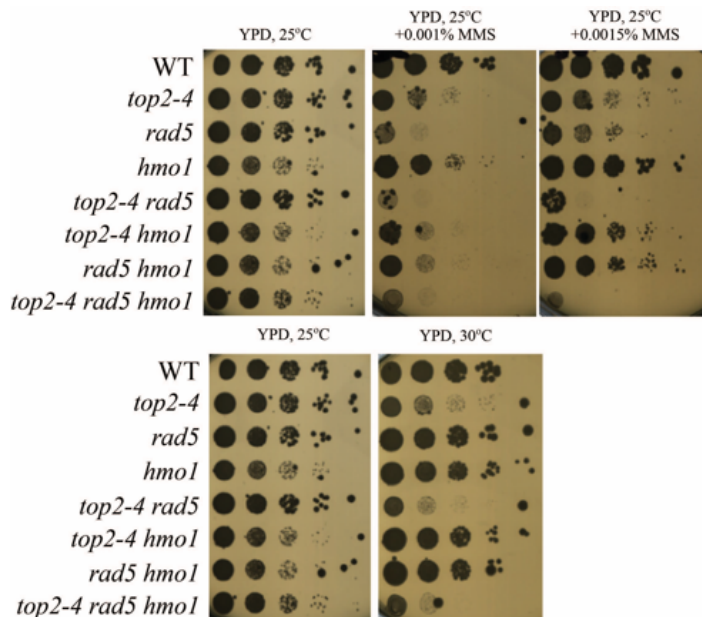 YPD, 25°C
YPD, 25°C
+0.001% MMS
YPD, 25°C
+0.0015% MMS
WT
top2-4
rad5
hmo1
top2-4 rad5
top2-4 hmo1
rad5 hmo1
top2-4 rad5 hmo1
YPD, 25°C
YPD, 30°C
WT
top2-4
rad5
hmo1
top2-4 rad5
top2-4 hmo1
rad5 hmo1
top2-4 rad5 hmo1